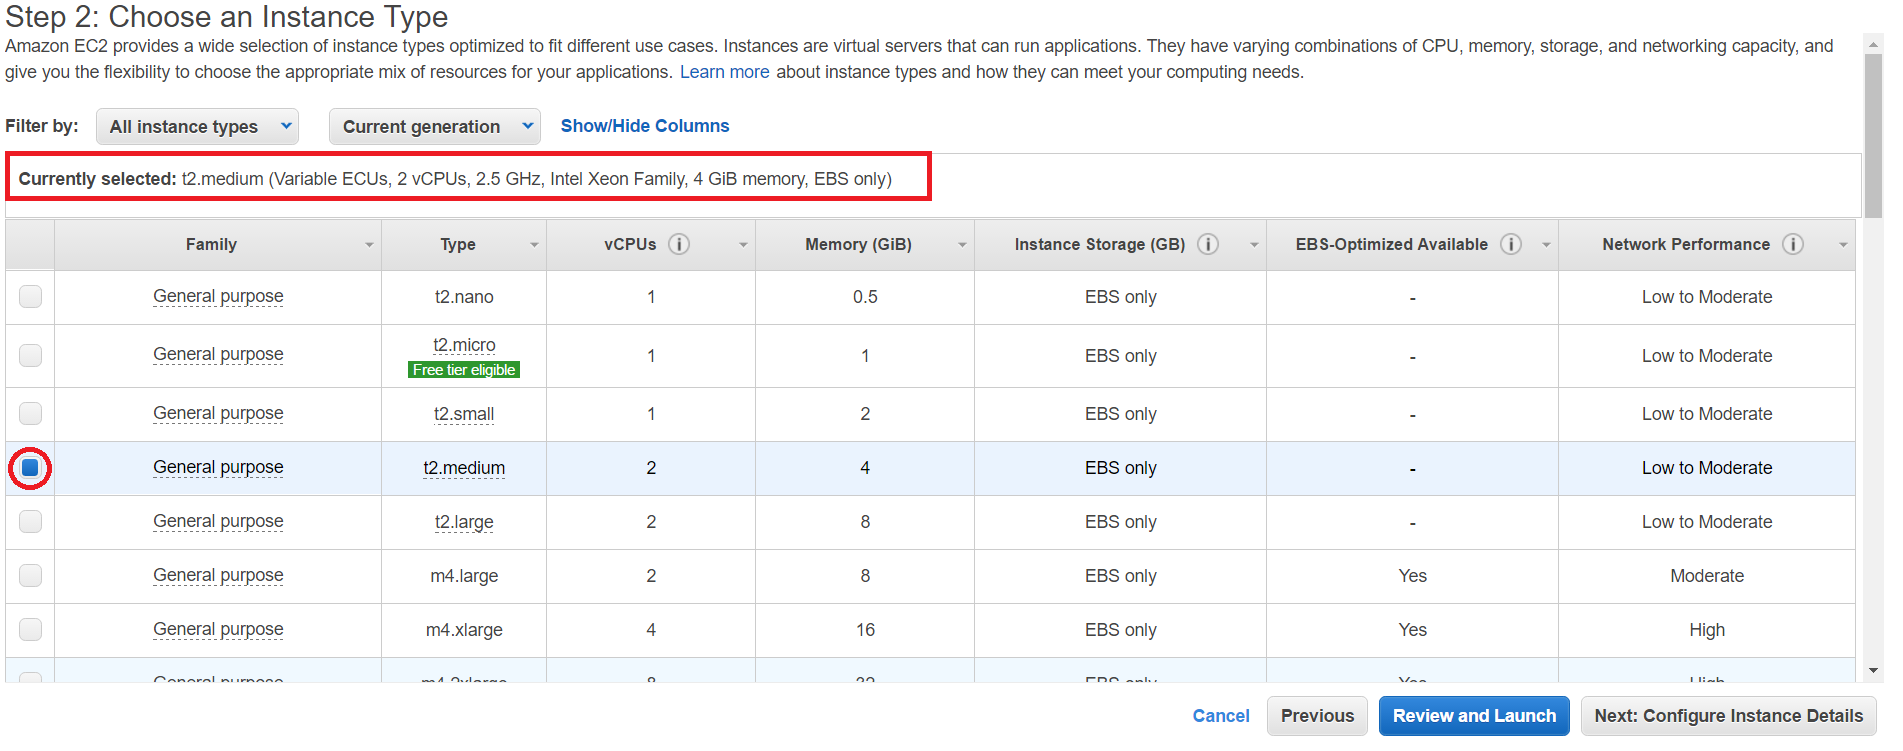 Step 2: Choose an Instance Type
Amazon EC2 provides a wide selection of instance types optimized to fit different use cases. Instances are virtual servers that can run applications. They have varying combinations of CPU, memory, storage, and networking capacity, and
give you the flexibility to choose the appropriate mix of resources for your applications. Learn more about instance types and how they can meet your computing needs.
Filter by: All instance types Current generation Show/Hide Columns
Currently selected: t2.medium (Variable ECUs, 2 vCPUs, 2.5 GHz, Intel Xeon Family, 4 GiB memory, EBS only)
Family Type vCPUs i Memory (GiB) Instance Storage (GB) i EBS-Optimized Available i Network Performance i
General purpose t2.nano 1 0.5 EBS only - Low to Moderate
General purpose t2.micro Free tier eligible 1 1 EBS only - Low to Moderate
General purpose t2.small 1 2 EBS only - Low to Moderate
General purpose t2.medium 2 4 EBS only - Low to Moderate
General purpose t2.large 2 8 EBS only - Low to Moderate
General purpose m4.large 2 8 EBS only Yes Moderate
General purpose m4.xlarge 4 16 EBS only Yes High
General purpose m4.2xlarge 8 32 EBS only Yes High
Cancel Previous Review and Launch Next: Configure Instance Details